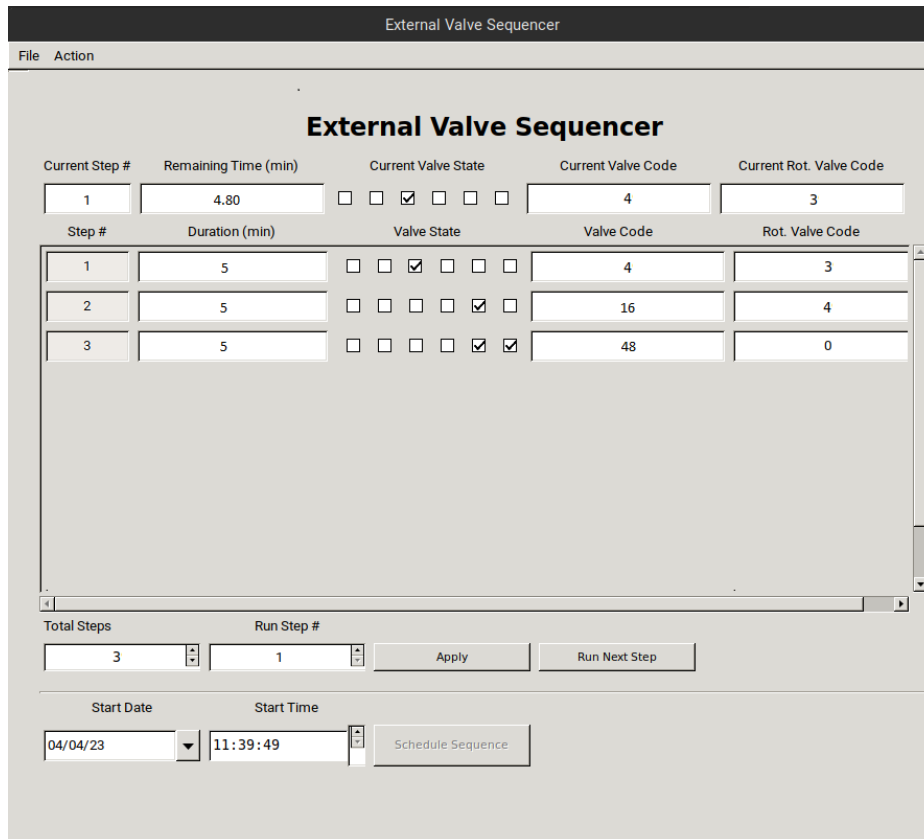 External Valve Sequencer
File Action
External Valve Sequencer
Current Step # Remaining Time (min) Current Valve State Current Valve Code Current Rot. Valve Code
1 4.80 4 3
Step # Duration (min) Valve State Valve Code Rot. Valve Code
1 5 4 3
2 5 16 4
3 5 48 0
Total Steps Run Step #
3 1 Apply Run Next Step
Start Date Start Time
04/04/23 11:39:49 Schedule Sequence